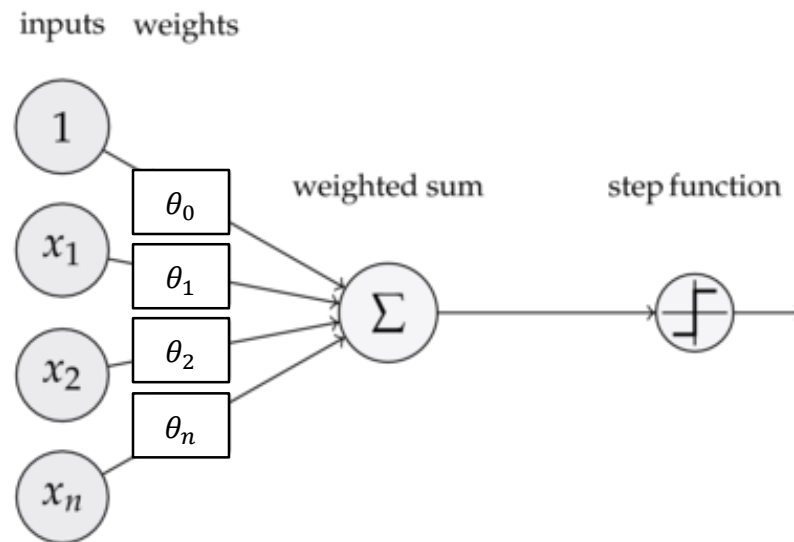 inputs weights
1
θ₀
weighted sum
step function
x₁
θ₁
Σ
x₂
θ₂
θₙ
xₙ